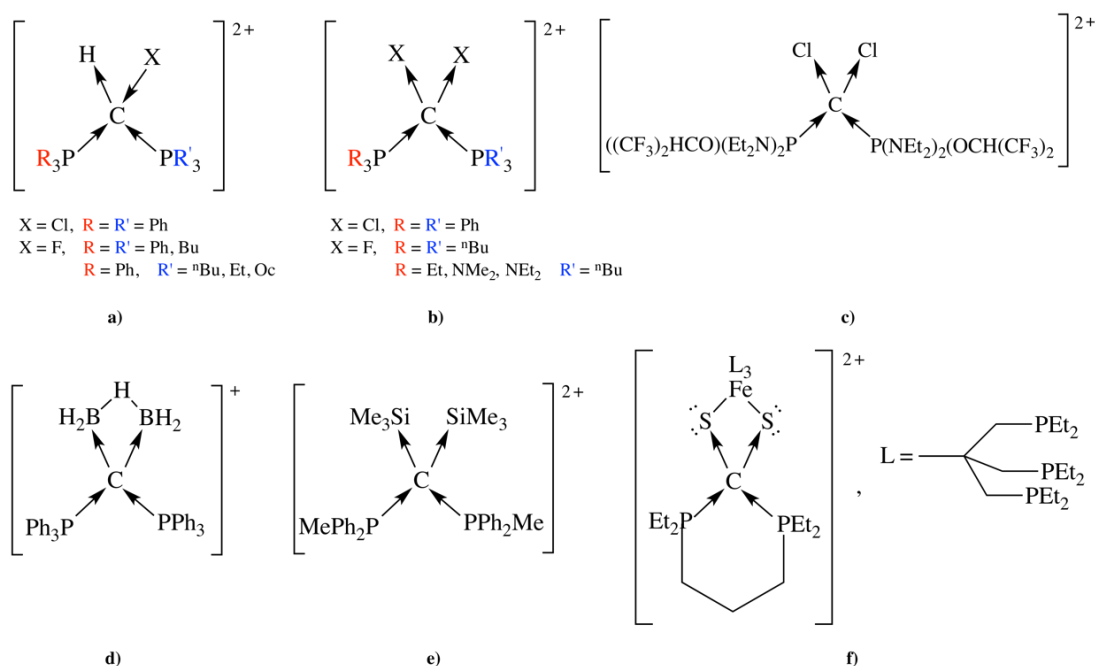 2+
H X
C
R₃P PR'₃
X = Cl, R = R' = Ph
X = F, R = R' = Ph, Bu
R = Ph, R' = ⁿBu, Et, Oc
a)
2+
X X
C
R₃P PR'₃
X = Cl, R = R' = Ph
X = F, R = R' = ⁿBu
R = Et, NMe₂, NEt₂ R' = ⁿBu
b)
2+
Cl Cl
C
((CF₃)₂HCO)(Et₂N)₂P P(NEt₂)₂(OCH(CF₃)₂
c)
+
H
H₂B BH₂
C
Ph₃P PPh₃
d)
2+
Me₃Si SiMe₃
C
MePh₂P PPh₂Me
e)
2+
L₃
Fe
:S S:
C
Et₂P PEt₂
f)
,
L = PEt₂
PEt₂
PEt₂